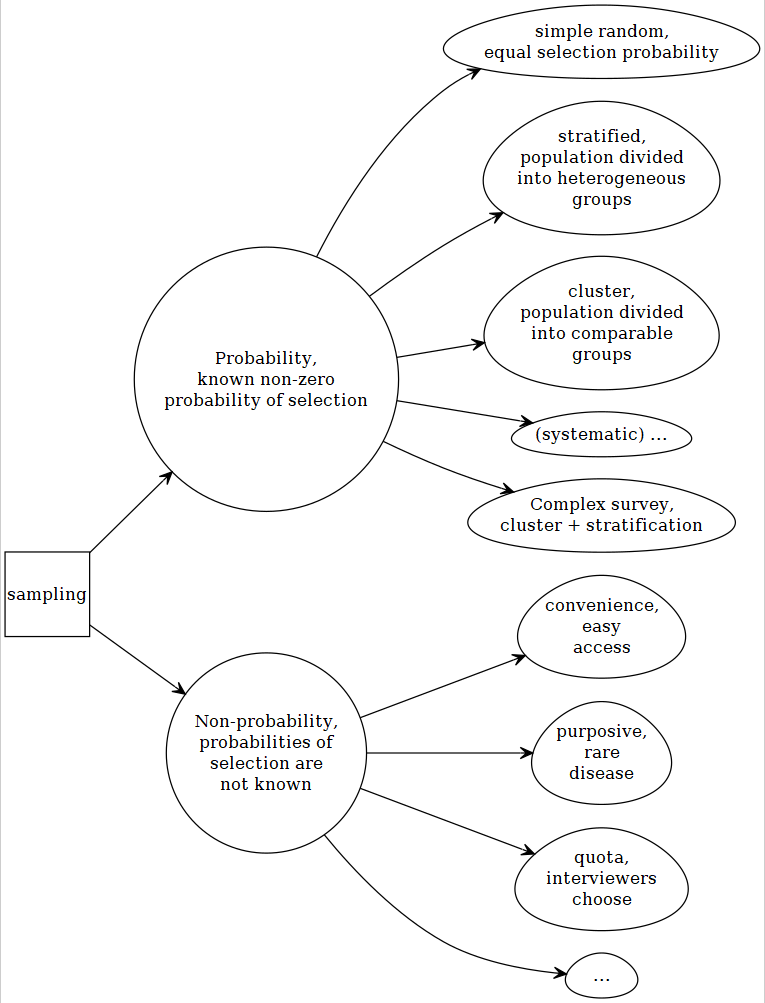 sampling
Probability,
known non-zero
probability of selection
simple random,
equal selection probability
stratified,
population divided
into heterogeneous
groups
cluster,
population divided
into comparable
groups
(systematic) ...
Complex survey,
cluster + stratification
Non-probability,
probabilities of
selection are
not known
convenience,
easy
access
purposive,
rare
disease
quota,
interviewers
choose
...